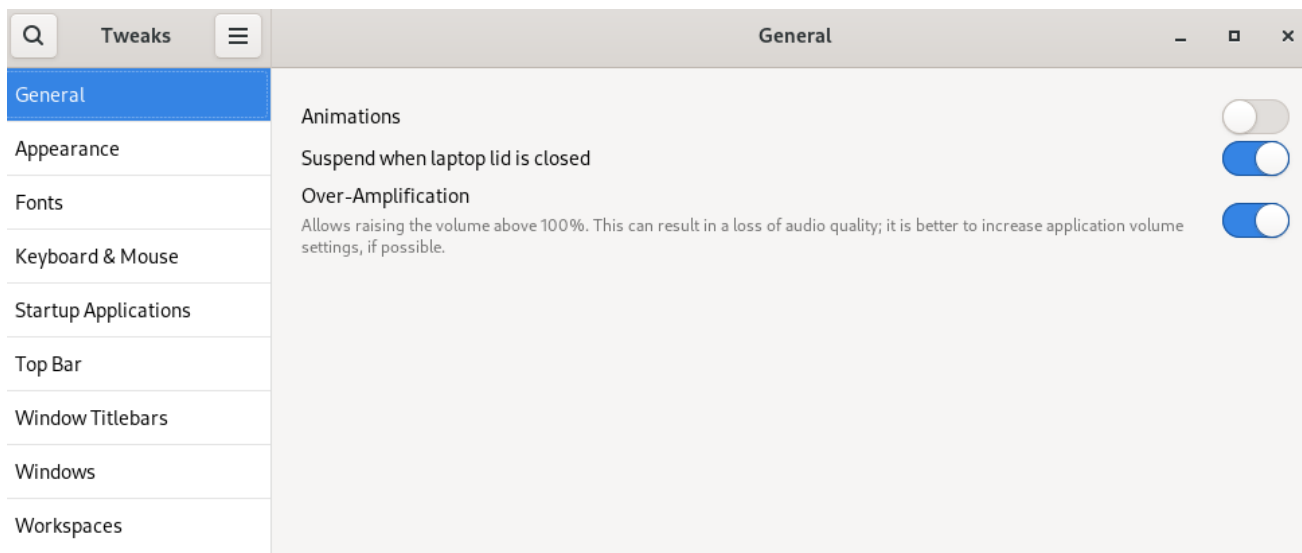 Tweaks
General
General
Appearance
Fonts
Keyboard & Mouse
Startup Applications
Top Bar
Window Titlebars
Windows
Workspaces
Animations
Suspend when laptop lid is closed
Over-Amplification
Allows raising the volume above 100%. This can result in a loss of audio quality; it is better to increase application volume
settings, if possible.